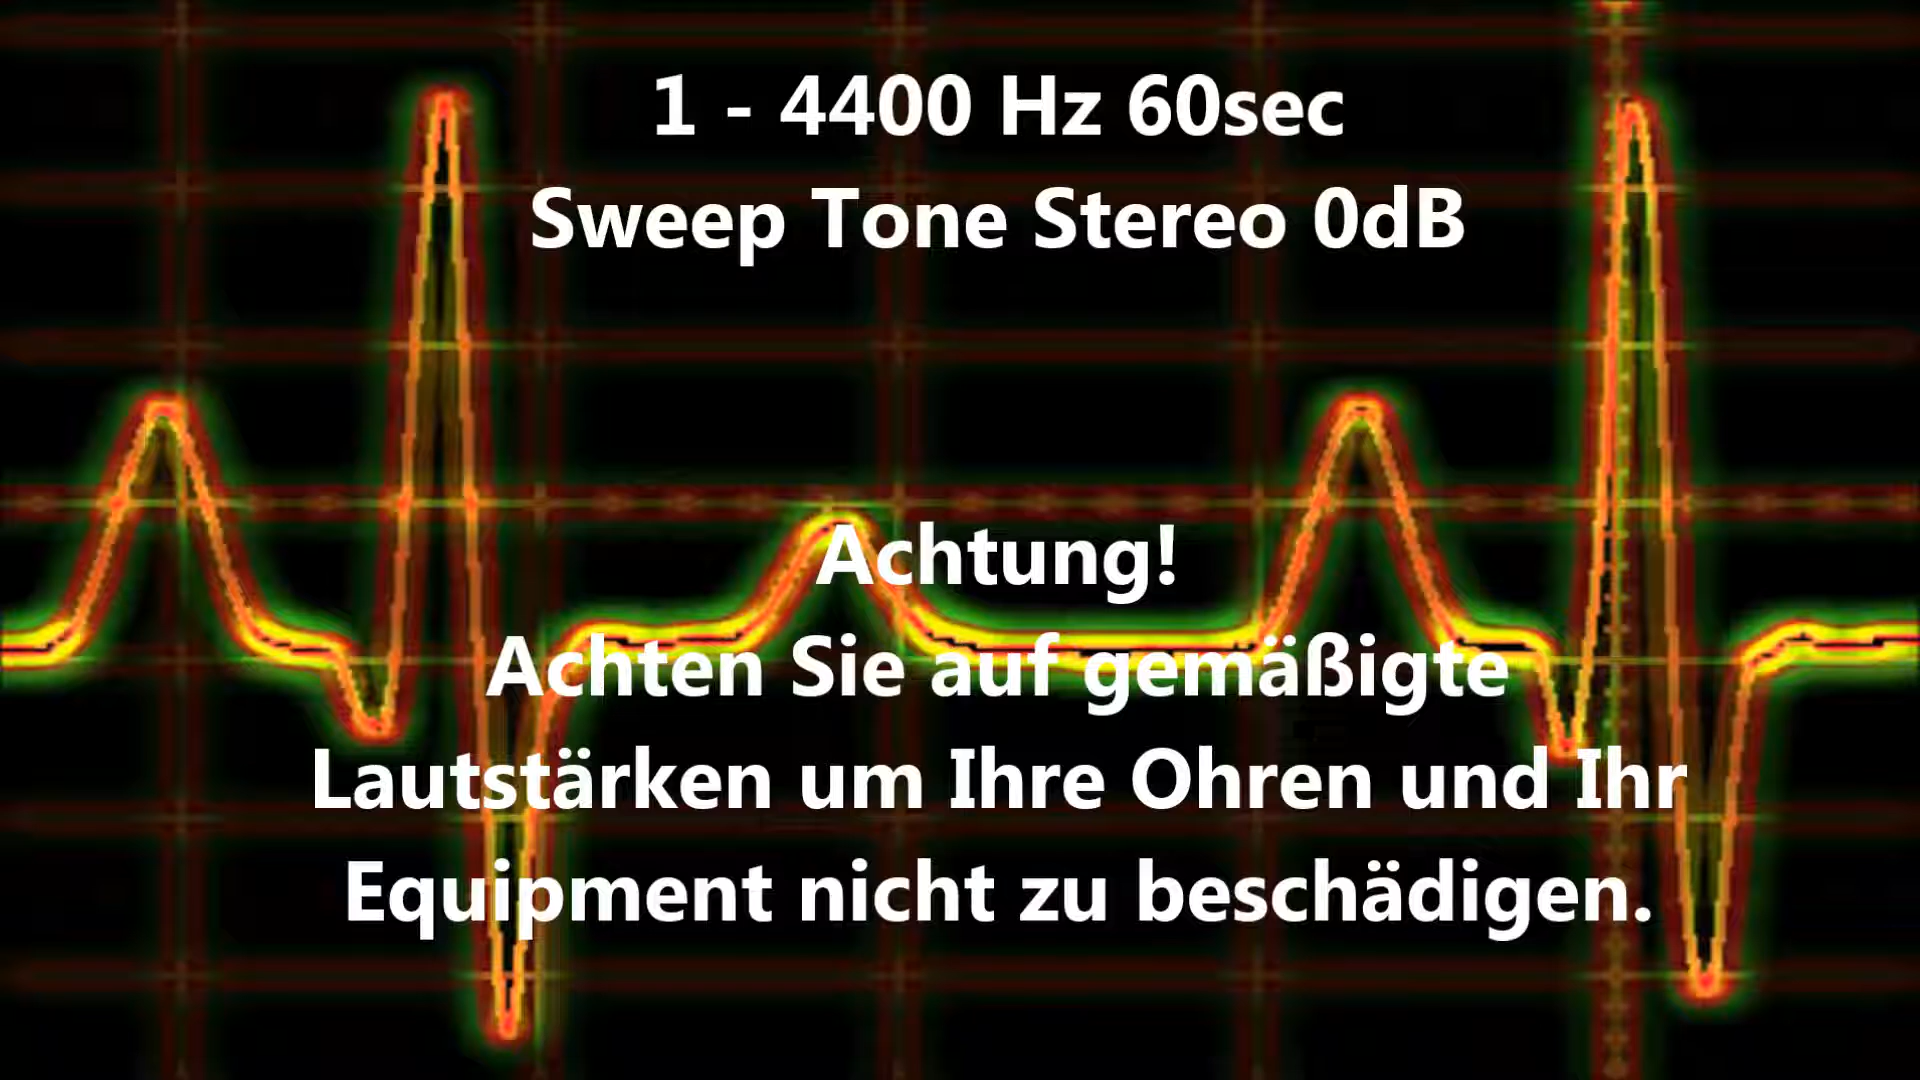 1 - 4400 Hz 60sec
Sweep Tone Stereo 0dB
Achtung!
Achten Sie auf gemäßigte
Lautstärken um Ihre Ohren und Ihr
Equipment nicht zu beschädigen.